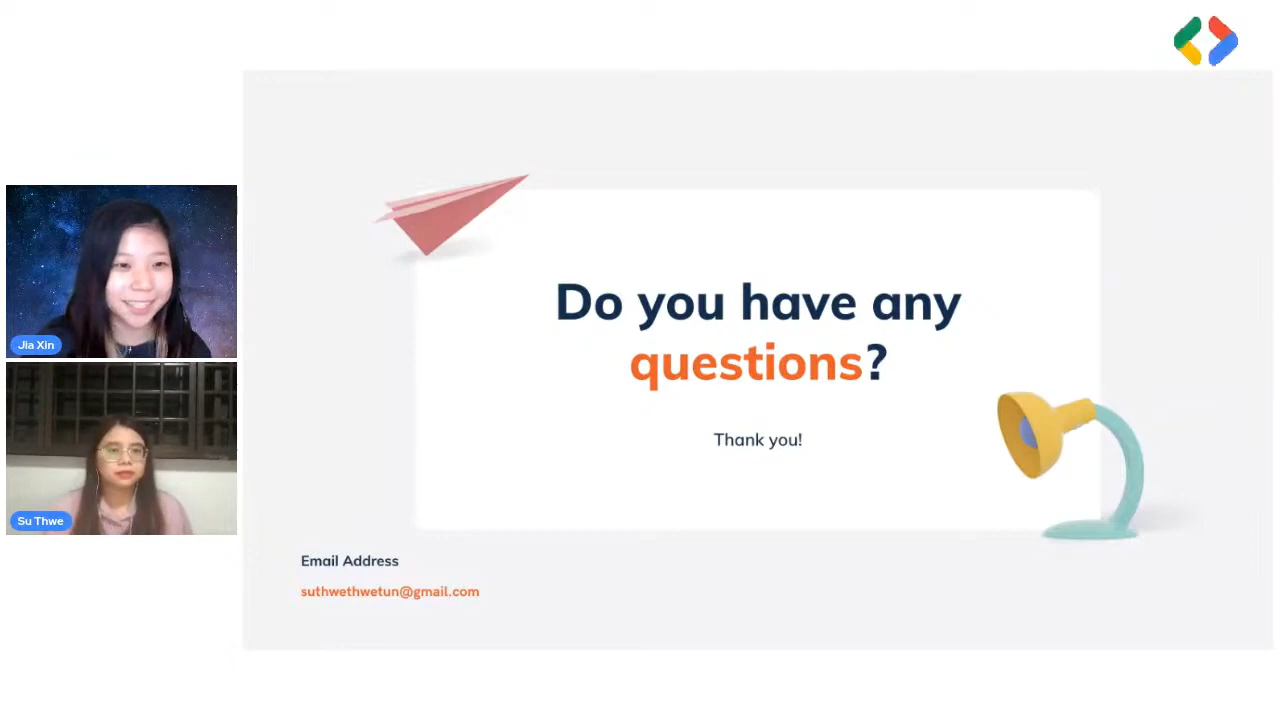 Jia Xin
Su Thwe
Do you have any
questions?
Thank you!
Email Address
suthwethwetun@gmail.com